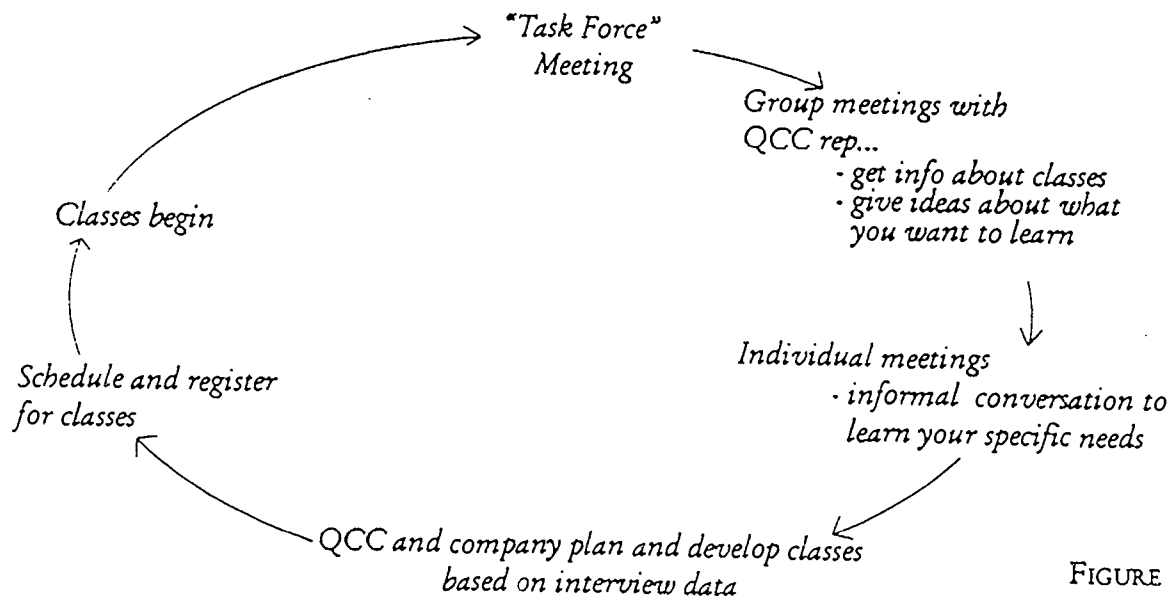 "Task Force"
Meeting
Group meetings with
QCC rep...
- get info about classes
- give ideas about what
you want to learn
Individual meetings
- informal conversation to
learn your specific needs
QCC and company plan and develop classes
based on interview data
Schedule and register
for classes
Classes begin
FIGURE